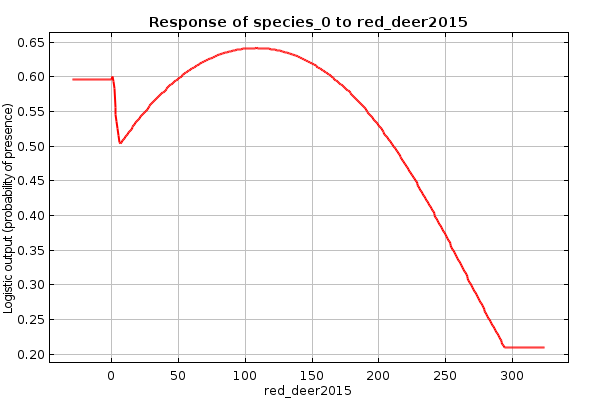 Response of species_0 to red_deer2015
Logistic output (probability of presence)
0.65
0.60
0.55
0.50
0.45
0.40
0.35
0.30
0.25
0.20
0 50 100 150 200 250 300
red_deer2015